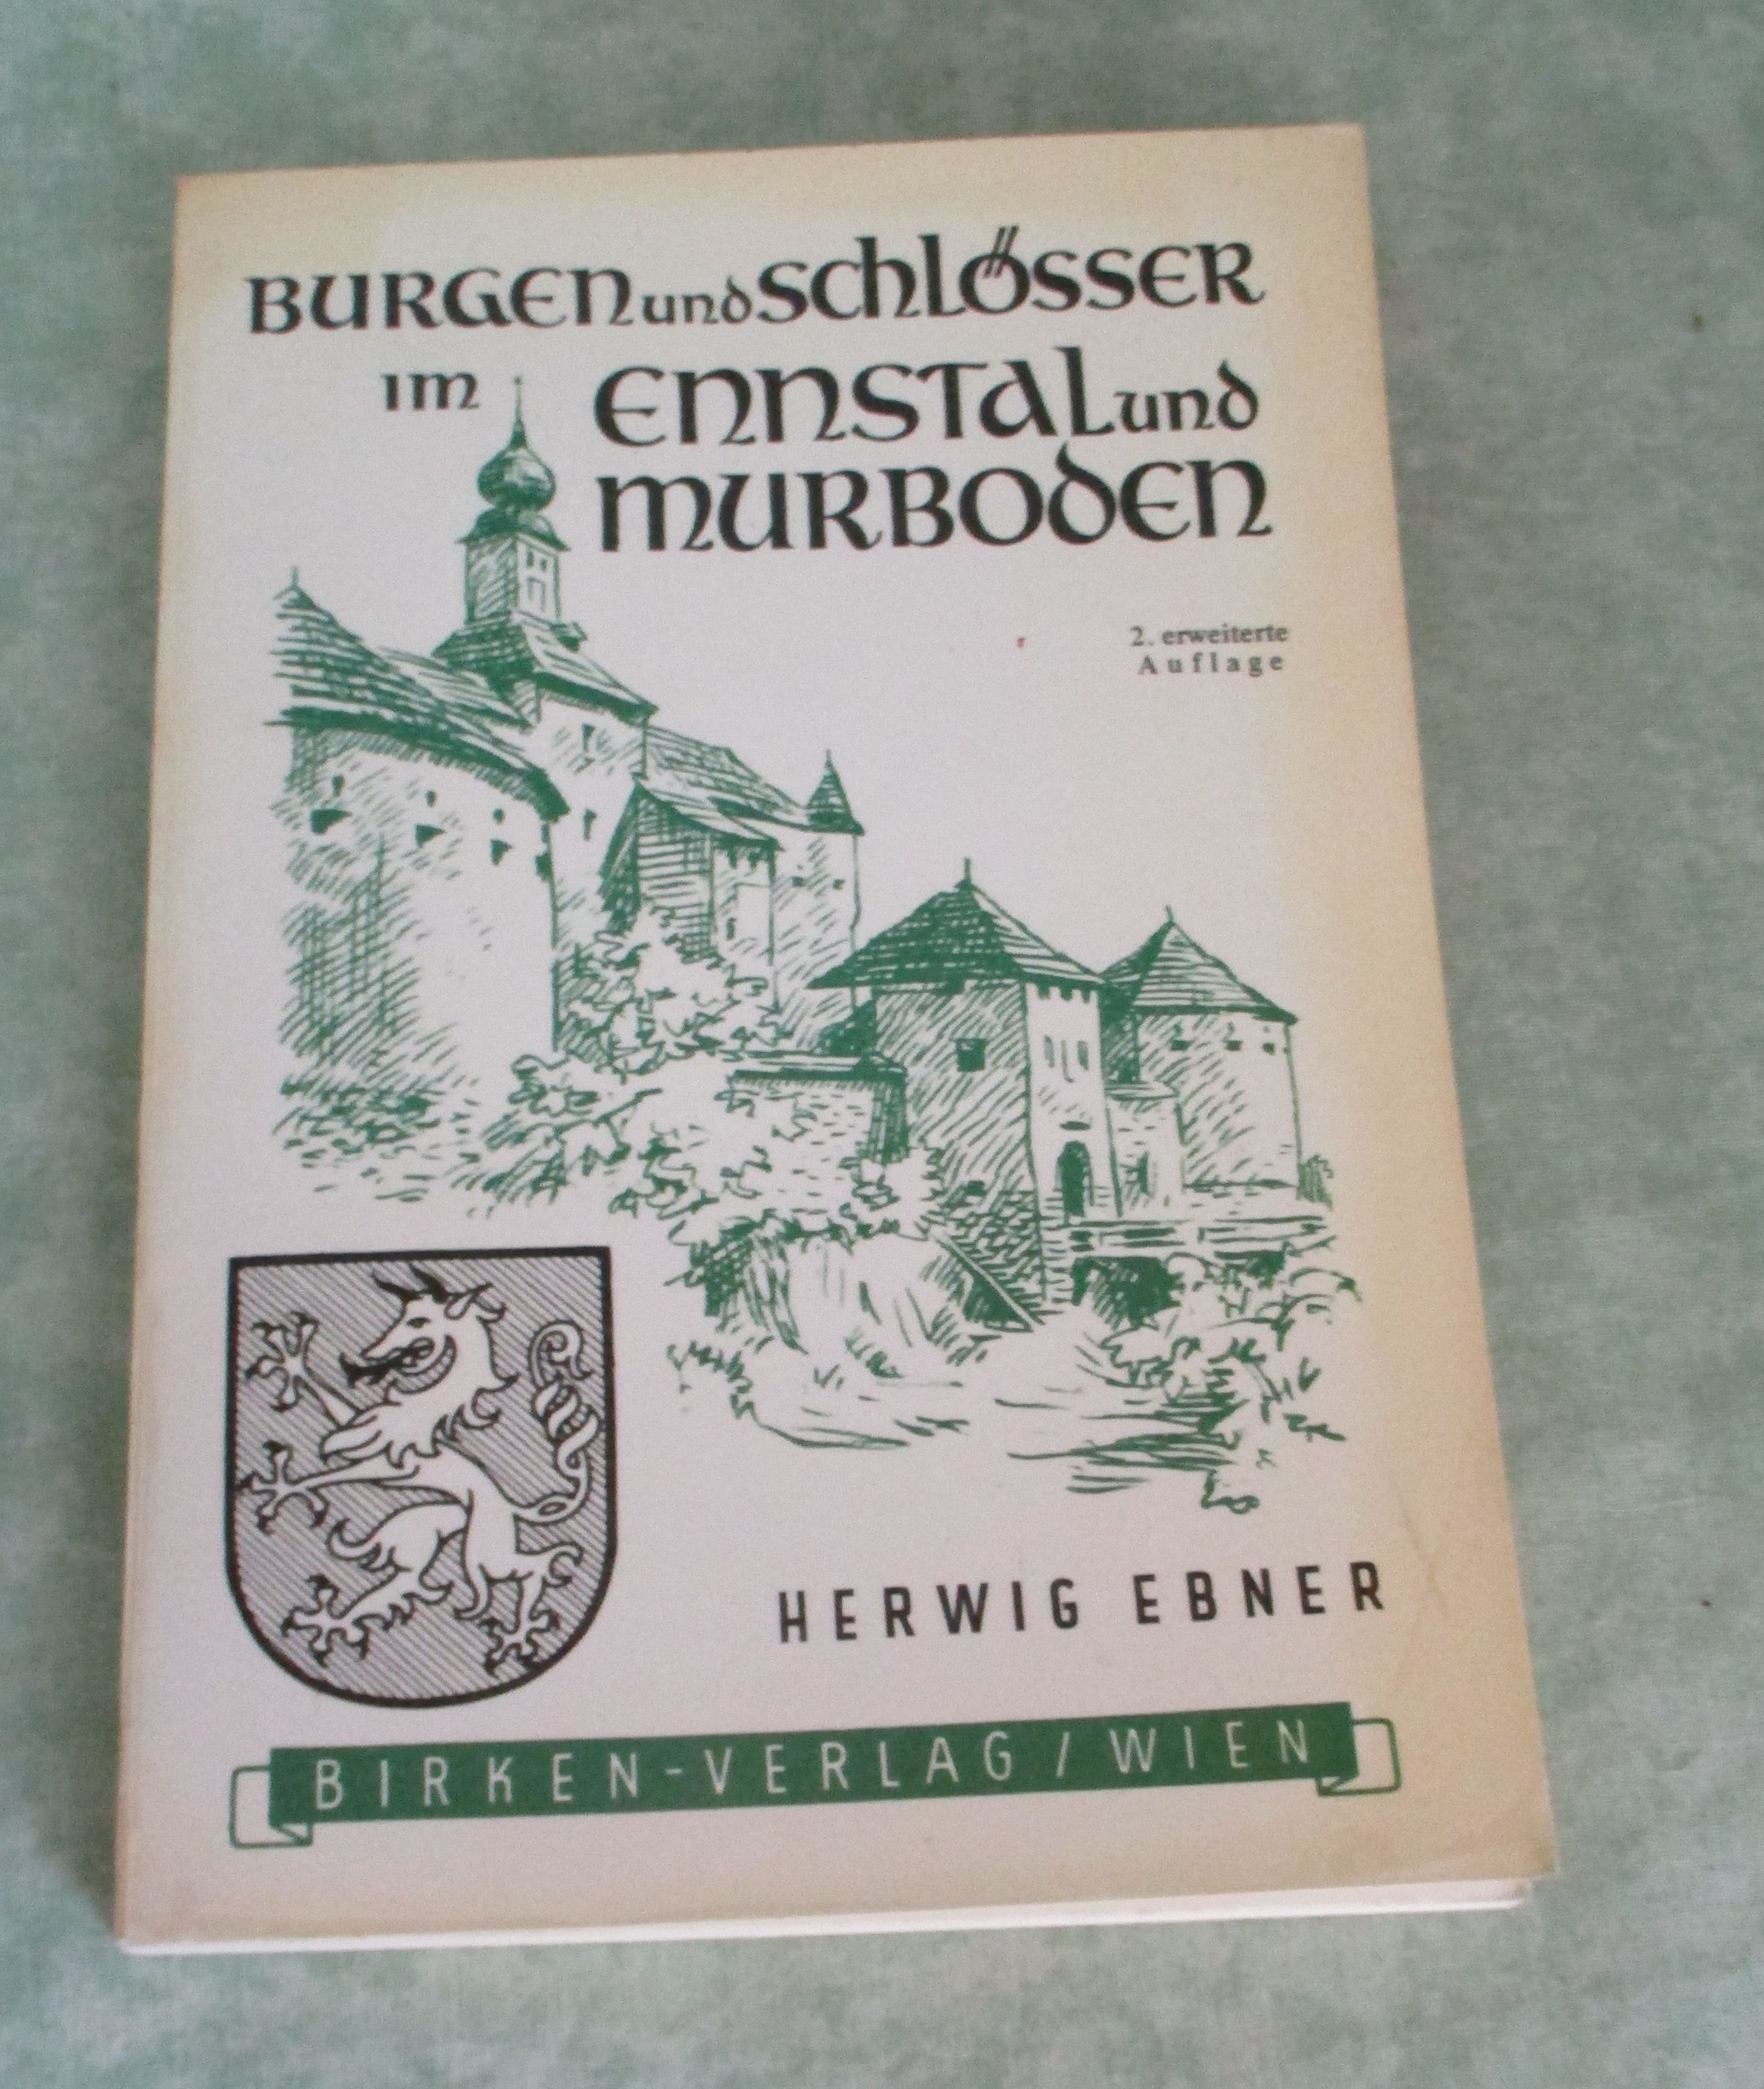 BURGEN und SCHLÖSSER
IM ENNSTAL und
MURBODEN
2. erweiterte
Auflage
HERWIG EBNER
BIRKEN-VERLAG / WIEN